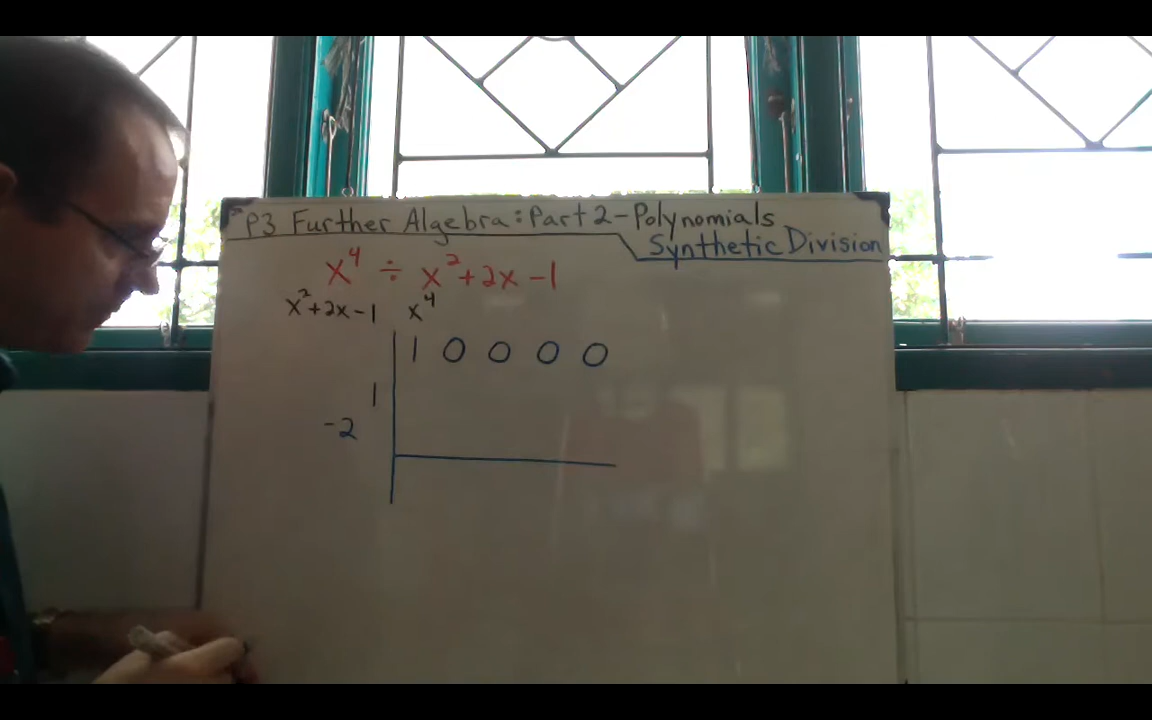 P3 Further Algebra: Part 2 - Polynomials
Synthetic Division
x⁴ ÷ x² + 2x - 1
x² + 2x - 1 x⁴
1 0 0 0 0
1
-2